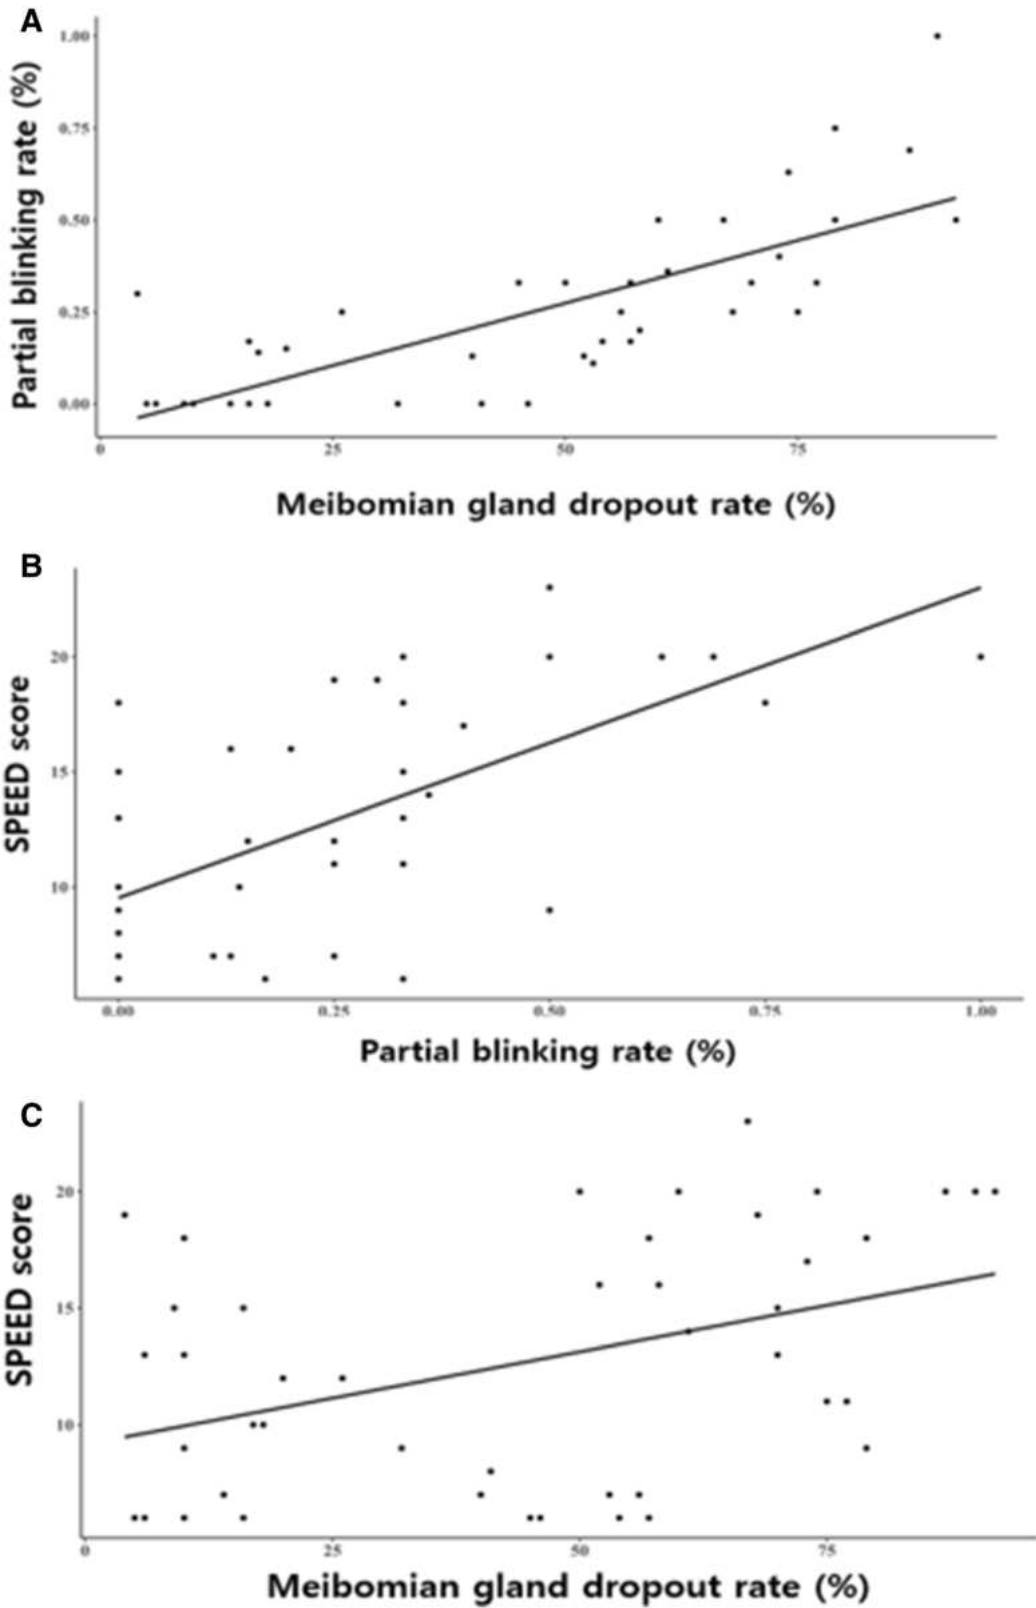 A
Partial blinking rate (%)
1.00
0.75
0.50
0.25
0.00
0 25 50 75
Meibomian gland dropout rate (%)
B
SPEED score
20
15
10
0.00 0.25 0.50 0.75 1.00
Partial blinking rate (%)
C
SPEED score
20
15
10
0 25 50 75
Meibomian gland dropout rate (%)